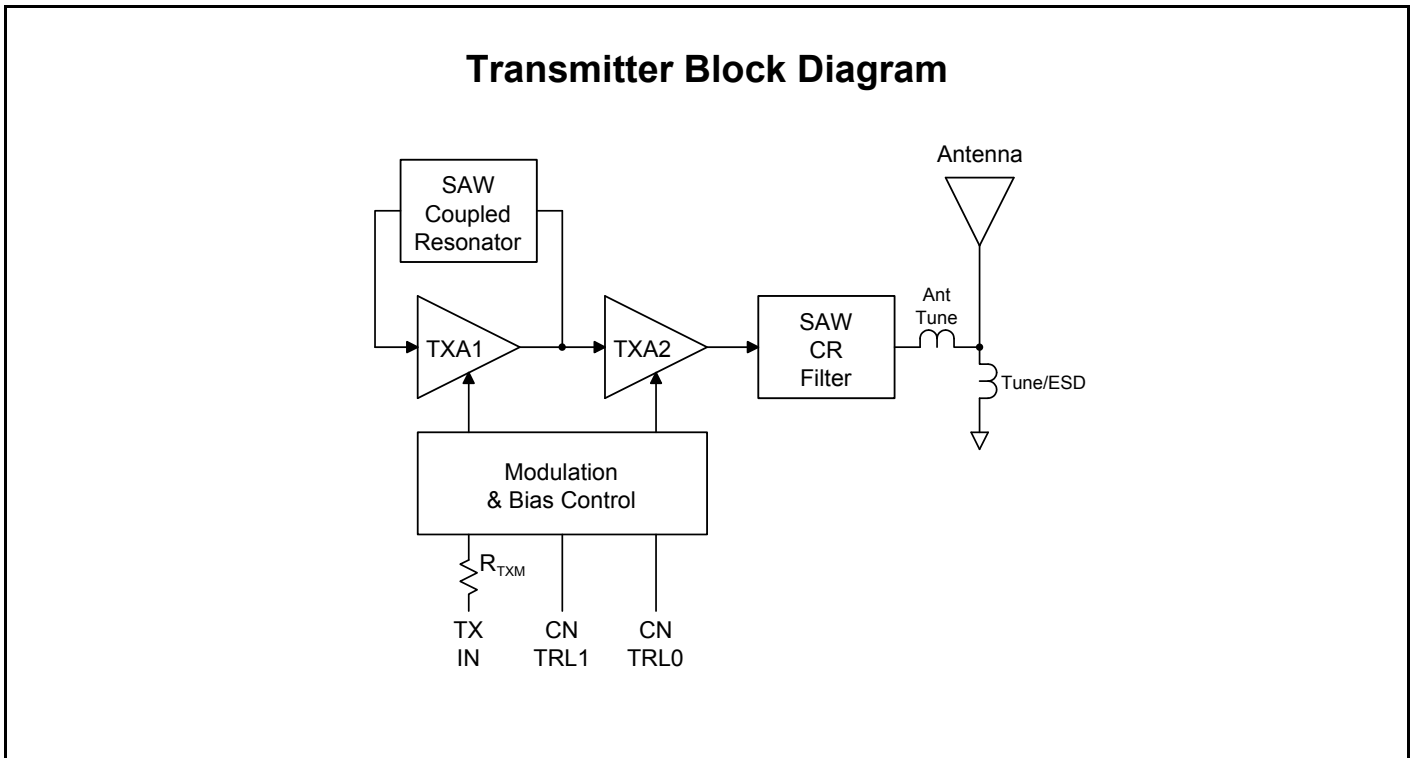 Transmitter Block Diagram
Antenna
SAW
Coupled
Resonator
Ant
Tune
SAW
CR
Filter
TXA1
TXA2
Tune/ESD
Modulation
& Bias Control
RTXM
TX
IN
CN
TRL1
CN
TRL0